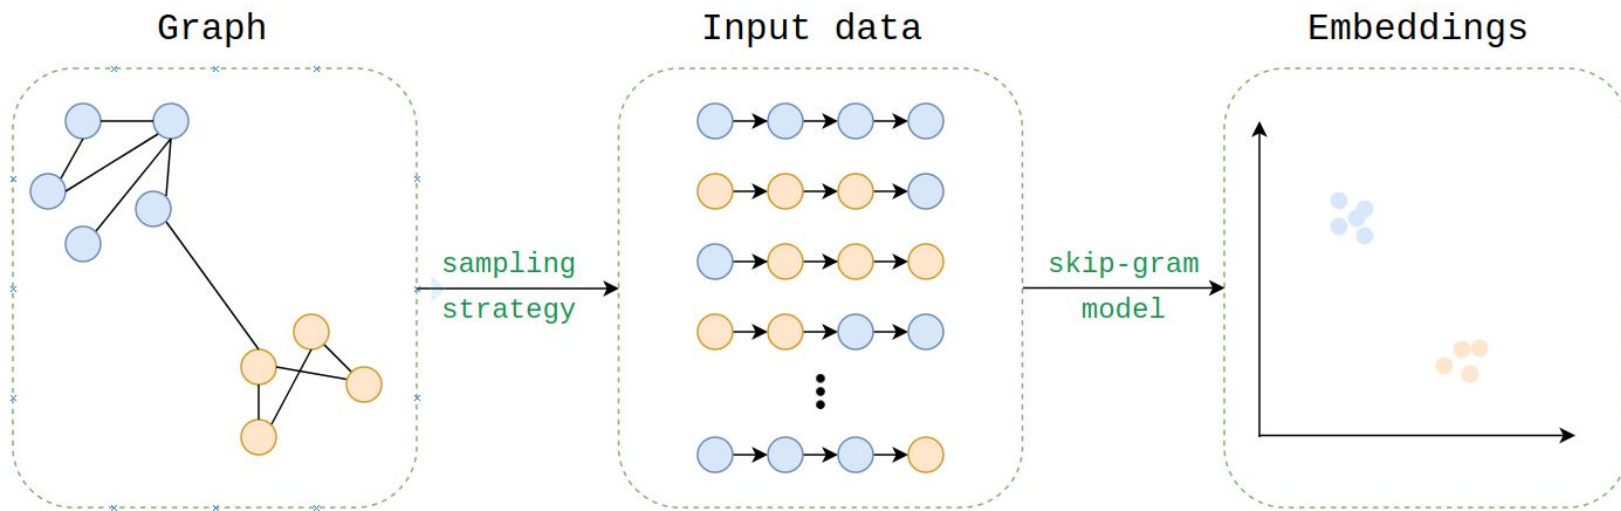 Graph
Input data
Embeddings
sampling
strategy
skip-gram
model